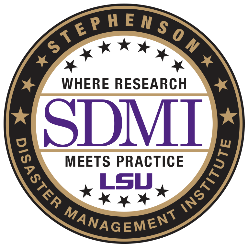 STEPHENSON
WHERE RESEARCH
SDMI
MEETS PRACTICE
LSU
DISASTER MANAGEMENT INSTITUTE